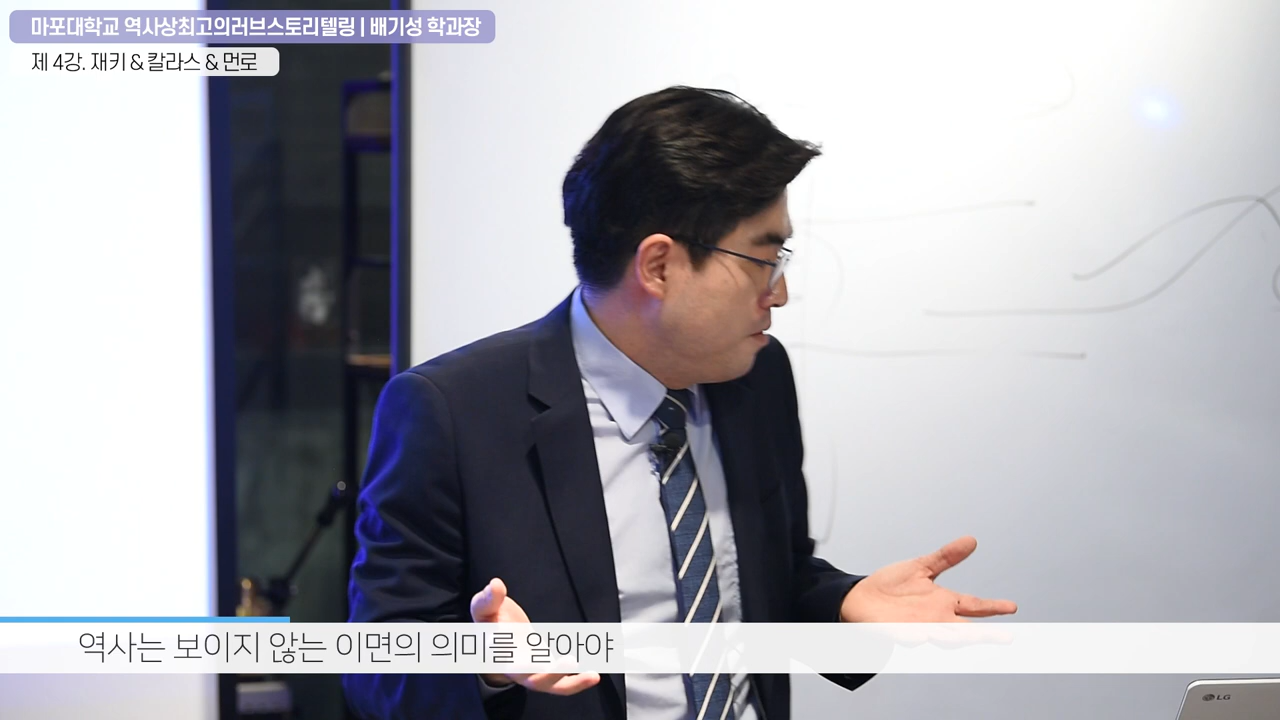 마포대학교 역사상최고의러브스토리텔링 | 배기성 학과장
제 4강. 재키 & 칼라스 & 먼로
역사는 보이지 않는 이면의 의미를 알아야
LG